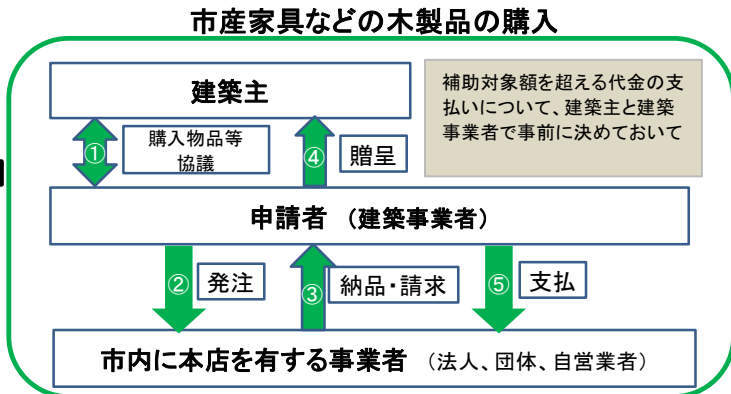 市産家具などの木製品の購入
建築主
補助対象額を超える代金の支
払いについて、建築主と建築
事業者で事前に決めておいて
①
購入物品等
協議
④
贈呈
申請者（建築事業者）
②
発注
③
納品・請求
⑤
支払
市内に本店を有する事業者（法人、団体、自営業者）